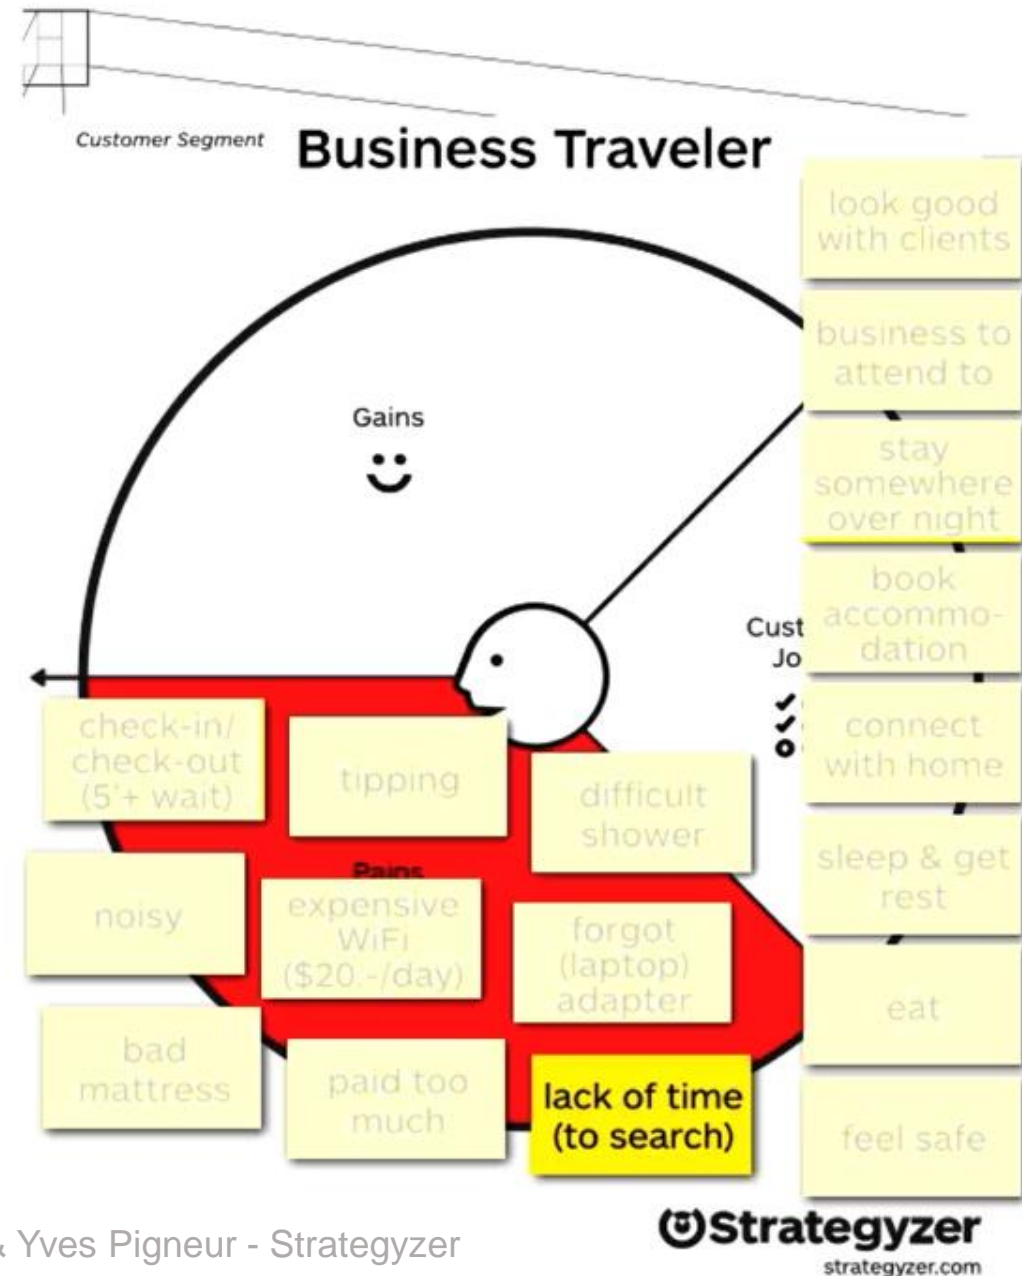 Customer Segment
Business Traveler
look good
with clients
business to
attend to
stay
somewhere
over night
book
accommo-
dation
connect
with home
sleep & get
rest
eat
feel safe
Gains
Cust
Jo
check-in/
check-out
(5'+ wait)
tipping
difficult
shower
Pains
noisy
expensive
WiFi
($20.-/day)
forgot
(laptop)
adapter
bad
mattress
paid too
much
lack of time
(to search)
& Yves Pigneur - Strategyzer
Strategyzer
strategyzer.com